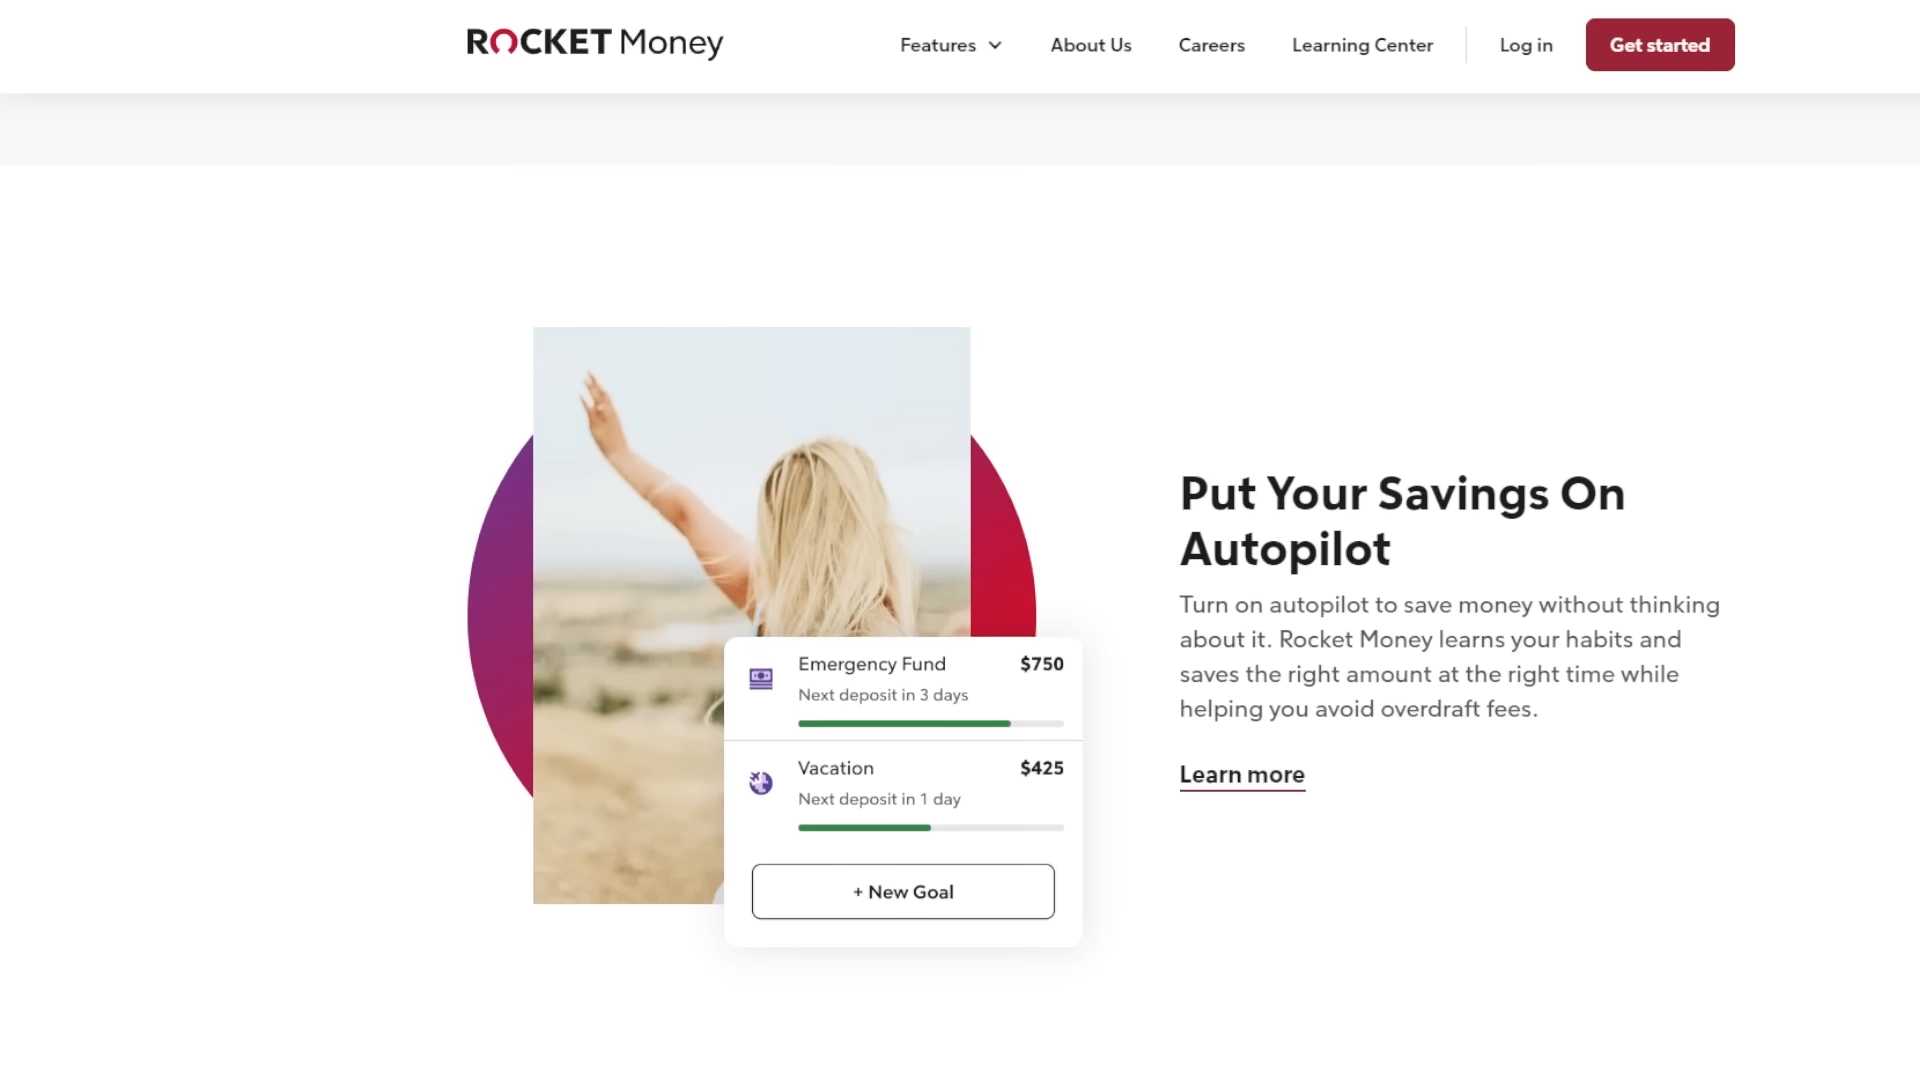 ROCKET Money
Features
About Us
Careers
Learning Center
Log in
Get started
Emergency Fund $750
Next deposit in 3 days
Vacation $425
Next deposit in 1 day
+ New Goal
Put Your Savings On
Autopilot
Turn on autopilot to save money without thinking
about it. Rocket Money learns your habits and
saves the right amount at the right time while
helping you avoid overdraft fees.
Learn more